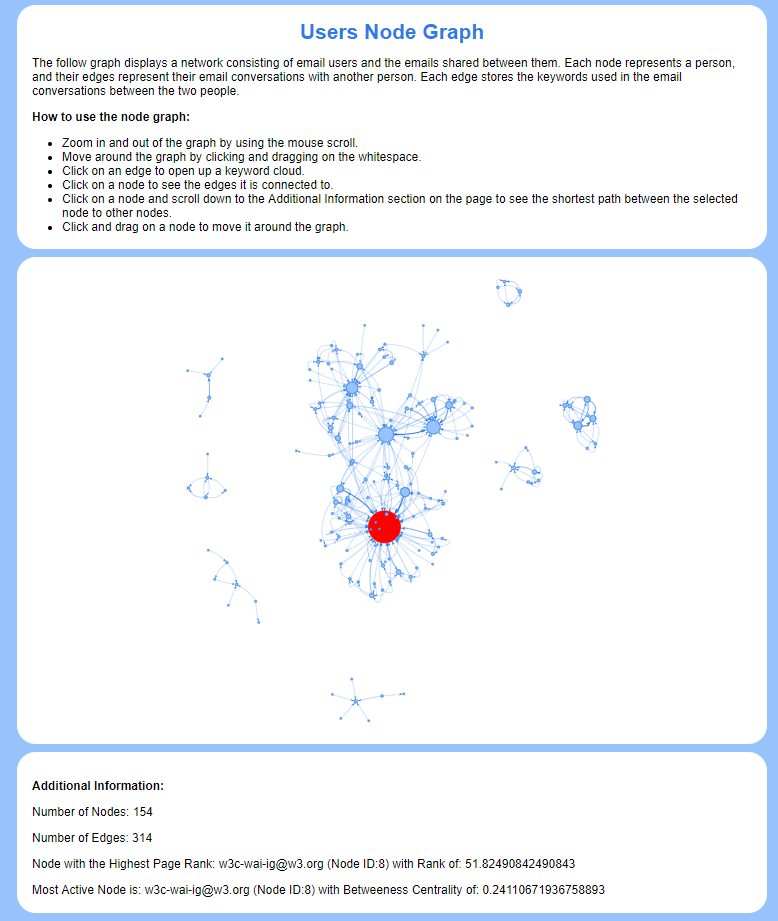 Users Node Graph
The follow graph displays a network consisting of email users and the emails shared between them. Each node represents a person,
and their edges represent their email conversations with another person. Each edge stores the keywords used in the email
conversations between the two people.
How to use the node graph:
Zoom in and out of the graph by using the mouse scroll.
Move around the graph by clicking and dragging on the whitespace.
Click on an edge to open up a keyword cloud.
Click on a node to see the edges it is connected to.
Click on a node and scroll down to the Additional Information section on the page to see the shortest path between the selected
node to other nodes.
Click and drag on a node to move it around the graph.
Additional Information:
Number of Nodes: 154
Number of Edges: 314
Node with the Highest Page Rank: w3c-wai-ig@w3.org (Node ID:8) with Rank of: 51.82490842490843
Most Active Node is: w3c-wai-ig@w3.org (Node ID:8) with Betweeness Centrality of: 0.24110671936758893